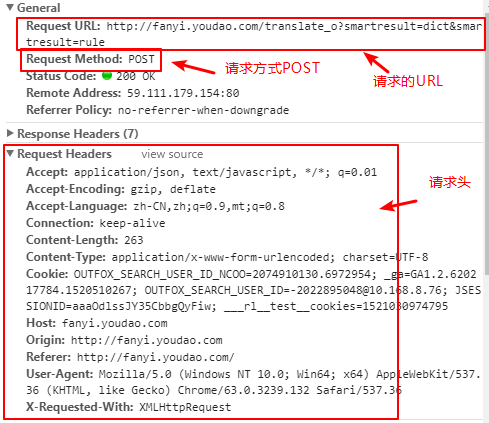 General
Request URL: http://fanyi.youdao.com/translate_o?smartresult=dict&smar
tresult=rule
Request Method: POST
请求方式POST
请求的URL
Status Code: 200 OK
Remote Address: 59.111.179.154:80
Referrer Policy: no-referrer-when-downgrade
Response Headers (7)
Request Headers view source
请求头
Accept: application/json, text/javascript, */*; q=0.01
Accept-Encoding: gzip, deflate
Accept-Language: zh-CN,zh;q=0.9,mt;q=0.8
Connection: keep-alive
Content-Length: 263
Content-Type: application/x-www-form-urlencoded; charset=UTF-8
Cookie: OUTFOX_SEARCH_USER_ID_NCOO=2074910130.6972954; _ga=GA1.2.6202
17784.1520510267; OUTFOX_SEARCH_USER_ID=-2022895048@10.168.8.76; JSES
SIONID=aaaOdlssJY35CbbgQyFiw; ___rl__test__cookies=1521030974795
Host: fanyi.youdao.com
Origin: http://fanyi.youdao.com
Referer: http://fanyi.youdao.com/
User-Agent: Mozilla/5.0 (Windows NT 10.0; Win64; x64) AppleWebKit/537.
36 (KHTML, like Gecko) Chrome/63.0.3239.132 Safari/537.36
X-Requested-With: XMLHttpRequest